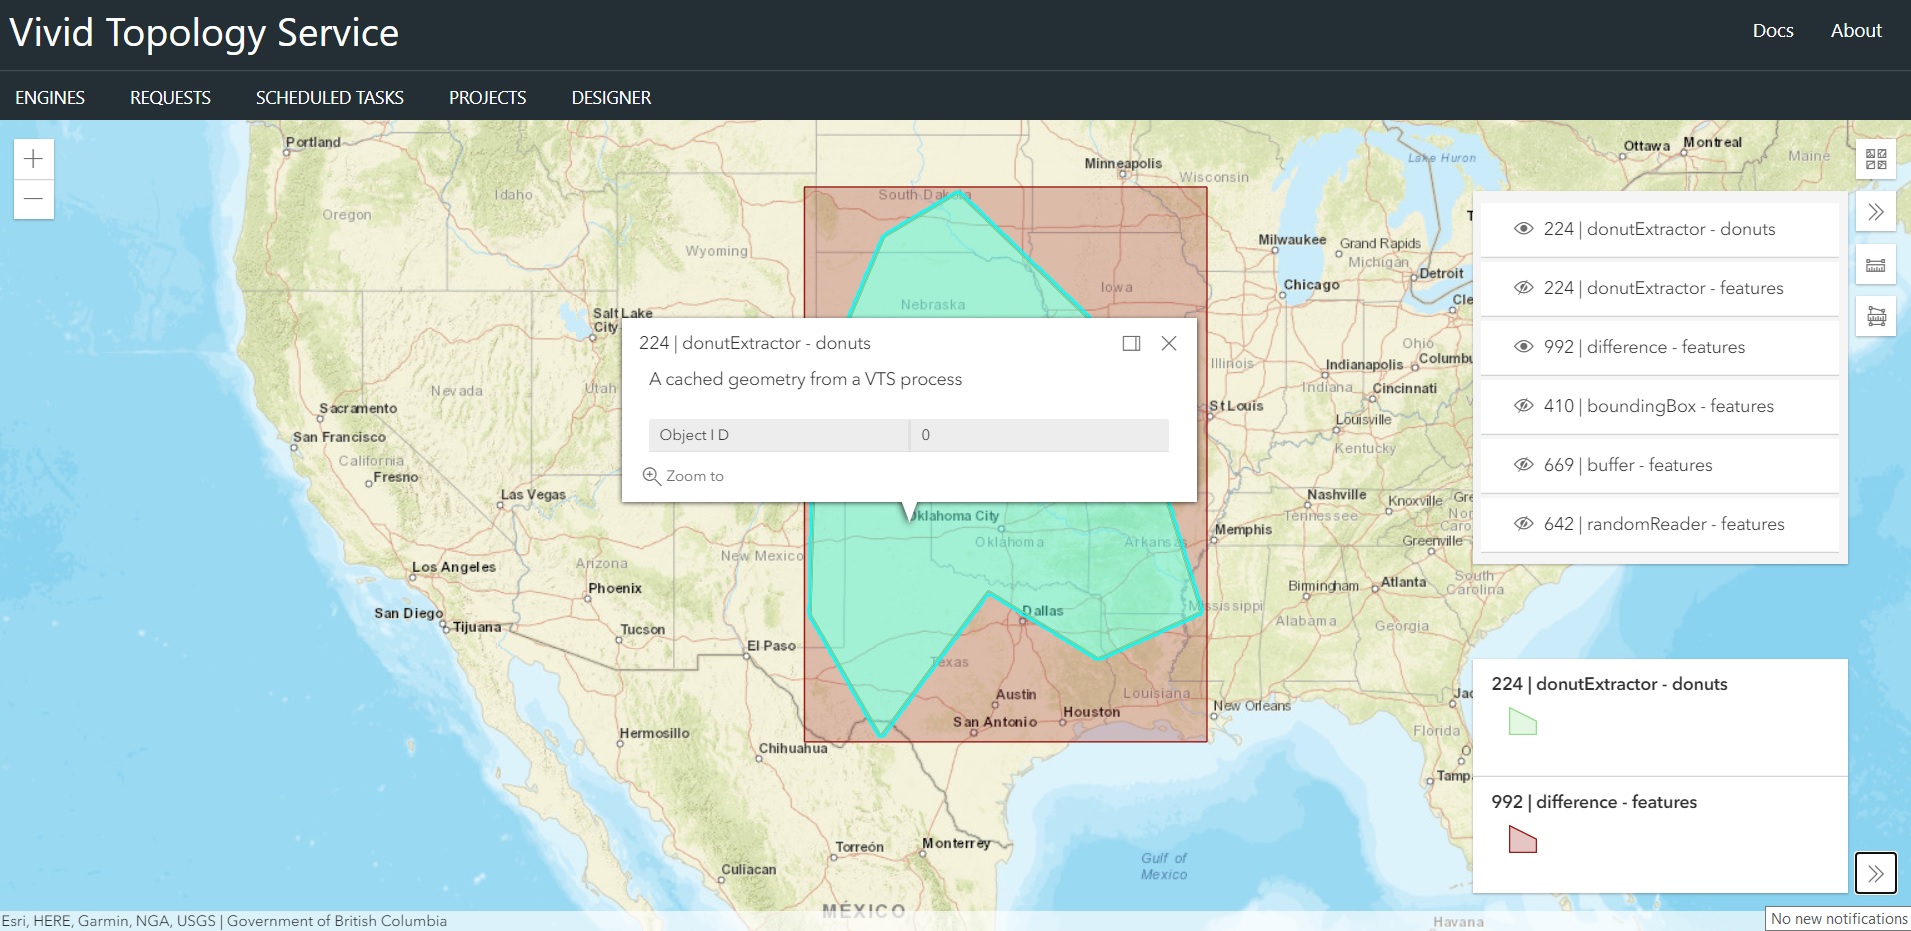 Vivid Topology Service
Docs About
ENGINES REQUESTS SCHEDULED TASKS PROJECTS DESIGNER
Portland
Minneapolis
Ottawa
Montreal
Maine
Lake Huron
Wisconsin
Idaho
South Dakota
Oregon
Wyoming
Milwaukee
Grand Rapids
Michigan
Detroit
Chicago
Iowa
Nebraska
Salt Lake
City
Cle
Illinois
Ohio
Columbu
Indianapolis
Indiana
Cincinnati
Nevada
Utah
St Louis
Louisville
Kentucky
Sacramento
San Francisco
California
Fresno
Las Vegas
Nashville
Tennessee
Knoxville
Gre
Nor
Caro
Greenville
Memphis
Oklahoma City
Oklahoma
Arkansas
New Mexico
Arizona
Los Angeles
Phoenix
Birmingham
Atlanta
South
Carolina
San Diego
Tijuana
Tucson
El Paso
Dallas
Mississippi
Alabama
Georgia
Texas
Austin
Louisiana
San Antonio
Houston
New Orleans
Jac
Florida
O
Tamp
Hermosillo
Chihuahua
Torreón
Monterrey
Culiacan
Gulf of
Mexico
MÉXICO
Havana
224 | donutExtractor - donuts
A cached geometry from a VTS process
Object I D 0
Zoom to
224 | donutExtractor - donuts
224 | donutExtractor - features
992 | difference - features
410 | boundingBox - features
669 | buffer - features
642 | randomReader - features
224 | donutExtractor - donuts
992 | difference - features
Esri, HERE, Garmin, NGA, USGS | Government of British Columbia
No new notifications